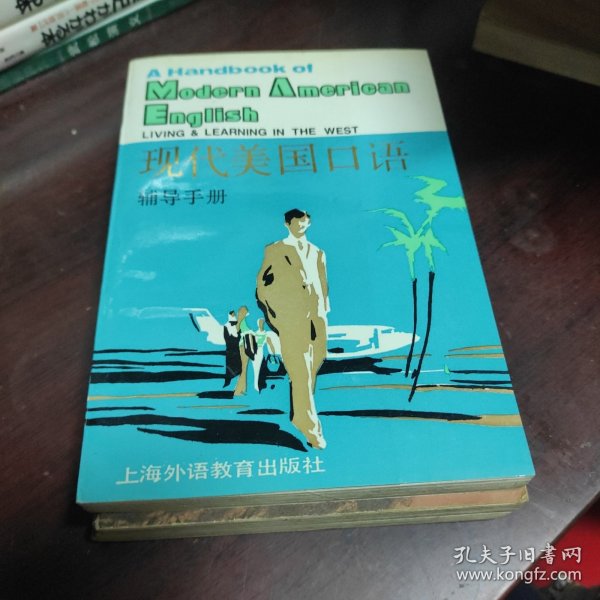 A Handbook of
Modern American
English
LIVING & LEARNING IN THE WEST
现代美国口语
辅导手册
上海外语教育出版社
孔夫子旧书网
www.kongfz.com